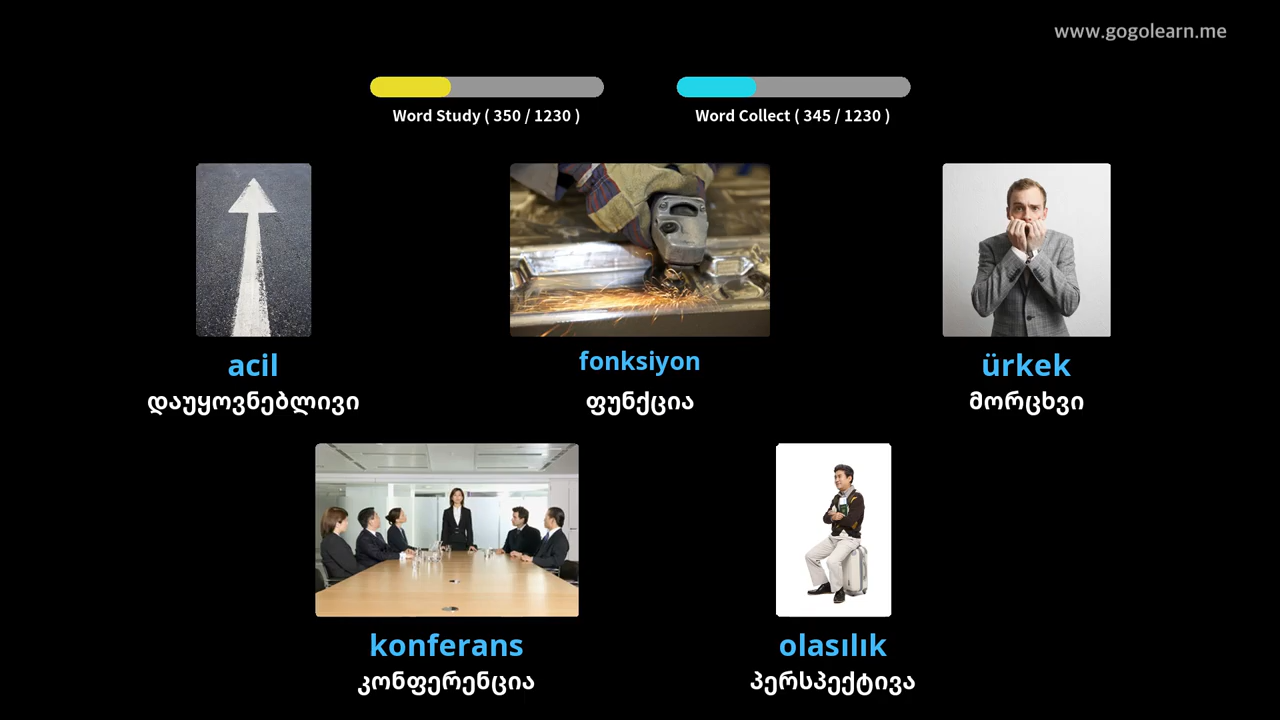 www.gogolearn.me
Word Study ( 350 / 1230 )
Word Collect ( 345 / 1230 )
acil
დაუყოვნებლივი
fonksiyon
ფუნქცია
ürkek
მორცხვი
konferans
კონფერენცია
olasılık
პერსპექტივა